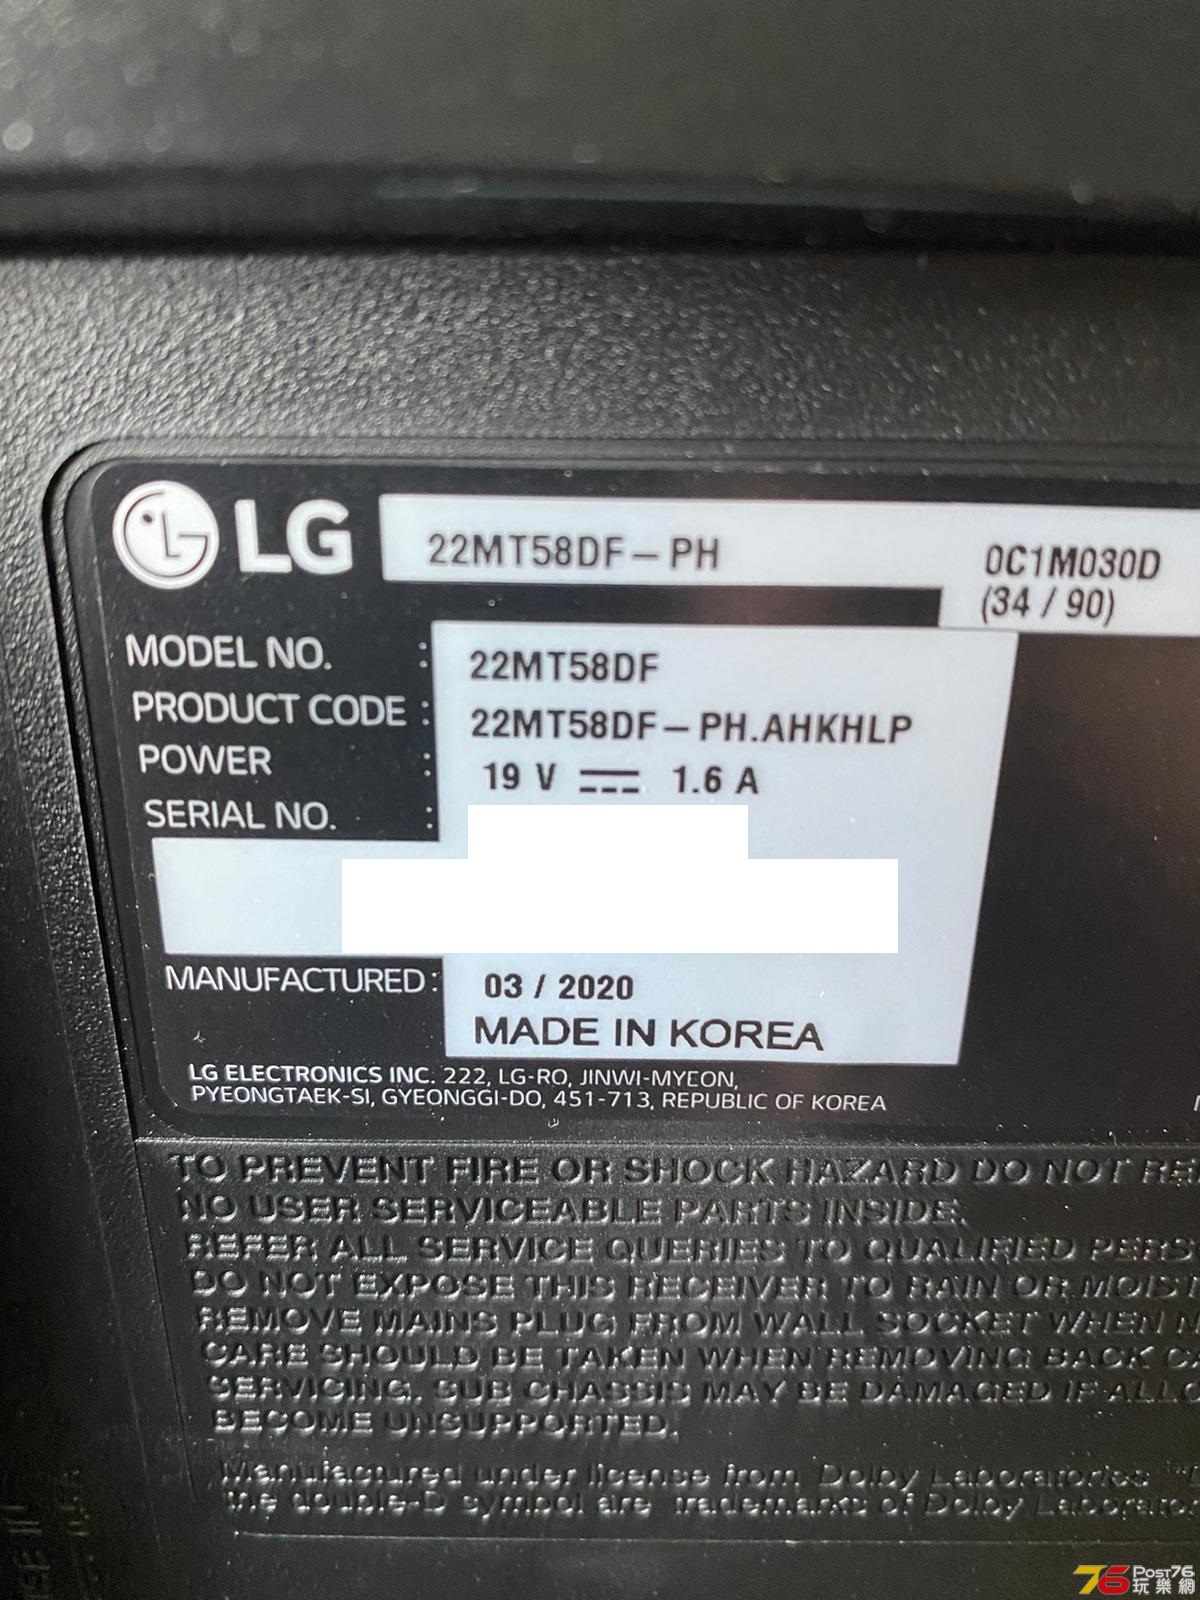 LG 22MT58DF-PH
0C1M030D
(34 / 90)
MODEL NO. : 22MT58DF
PRODUCT CODE : 22MT58DF-PH.AHKHLP
POWER : 19 V ⎓ 1.6 A
SERIAL NO. :
MANUFACTURED : 03 / 2020
MADE IN KOREA
LG ELECTRONICS INC. 222, LG-RO, JINWI-MYEON,
PYEONGTAEK-SI, GYEONGGI-DO, 451-713, REPUBLIC OF KOREA
TO PREVENT FIRE OR SHOCK HAZARD DO NOT
NO USER SERVICEABLE PARTS INSIDE.
REFER ALL SERVICE QUERIES TO QUALIFIED
DO NOT EXPOSE THIS RECEIVER TO RAIN OR
REMOVE MAINS PLUG FROM WALL SOCKET WHEN
CARE SHOULD BE TAKEN WHEN REMOVING BACK
SERVICING. SUB CHASSIS MAY BE DAMAGED IF
BECOME UNSUPPORTED.
Manufactured under license from Dolby Laboratories
the double-D symbol are trademarks of Dolby
76 Post76
玩樂網